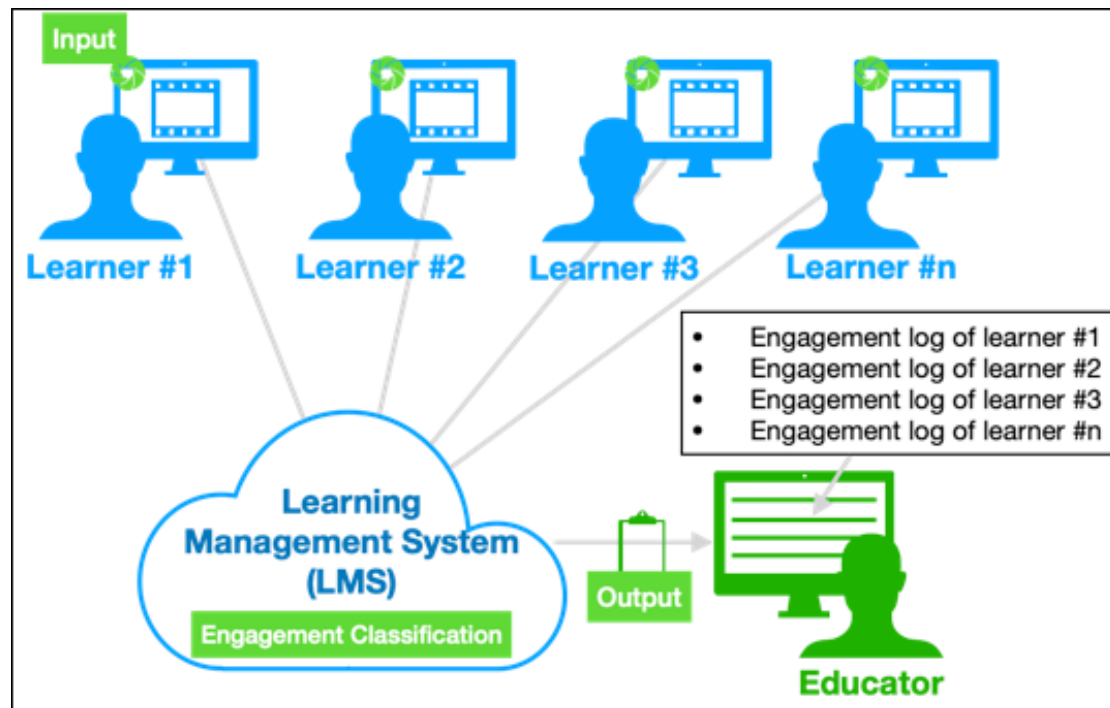 Input
Learner #1
Learner #2
Learner #3
Learner #n
• Engagement log of learner #1
• Engagement log of learner #2
• Engagement log of learner #3
• Engagement log of learner #n
Learning
Management System
(LMS)
Engagement Classification
Output
Educator